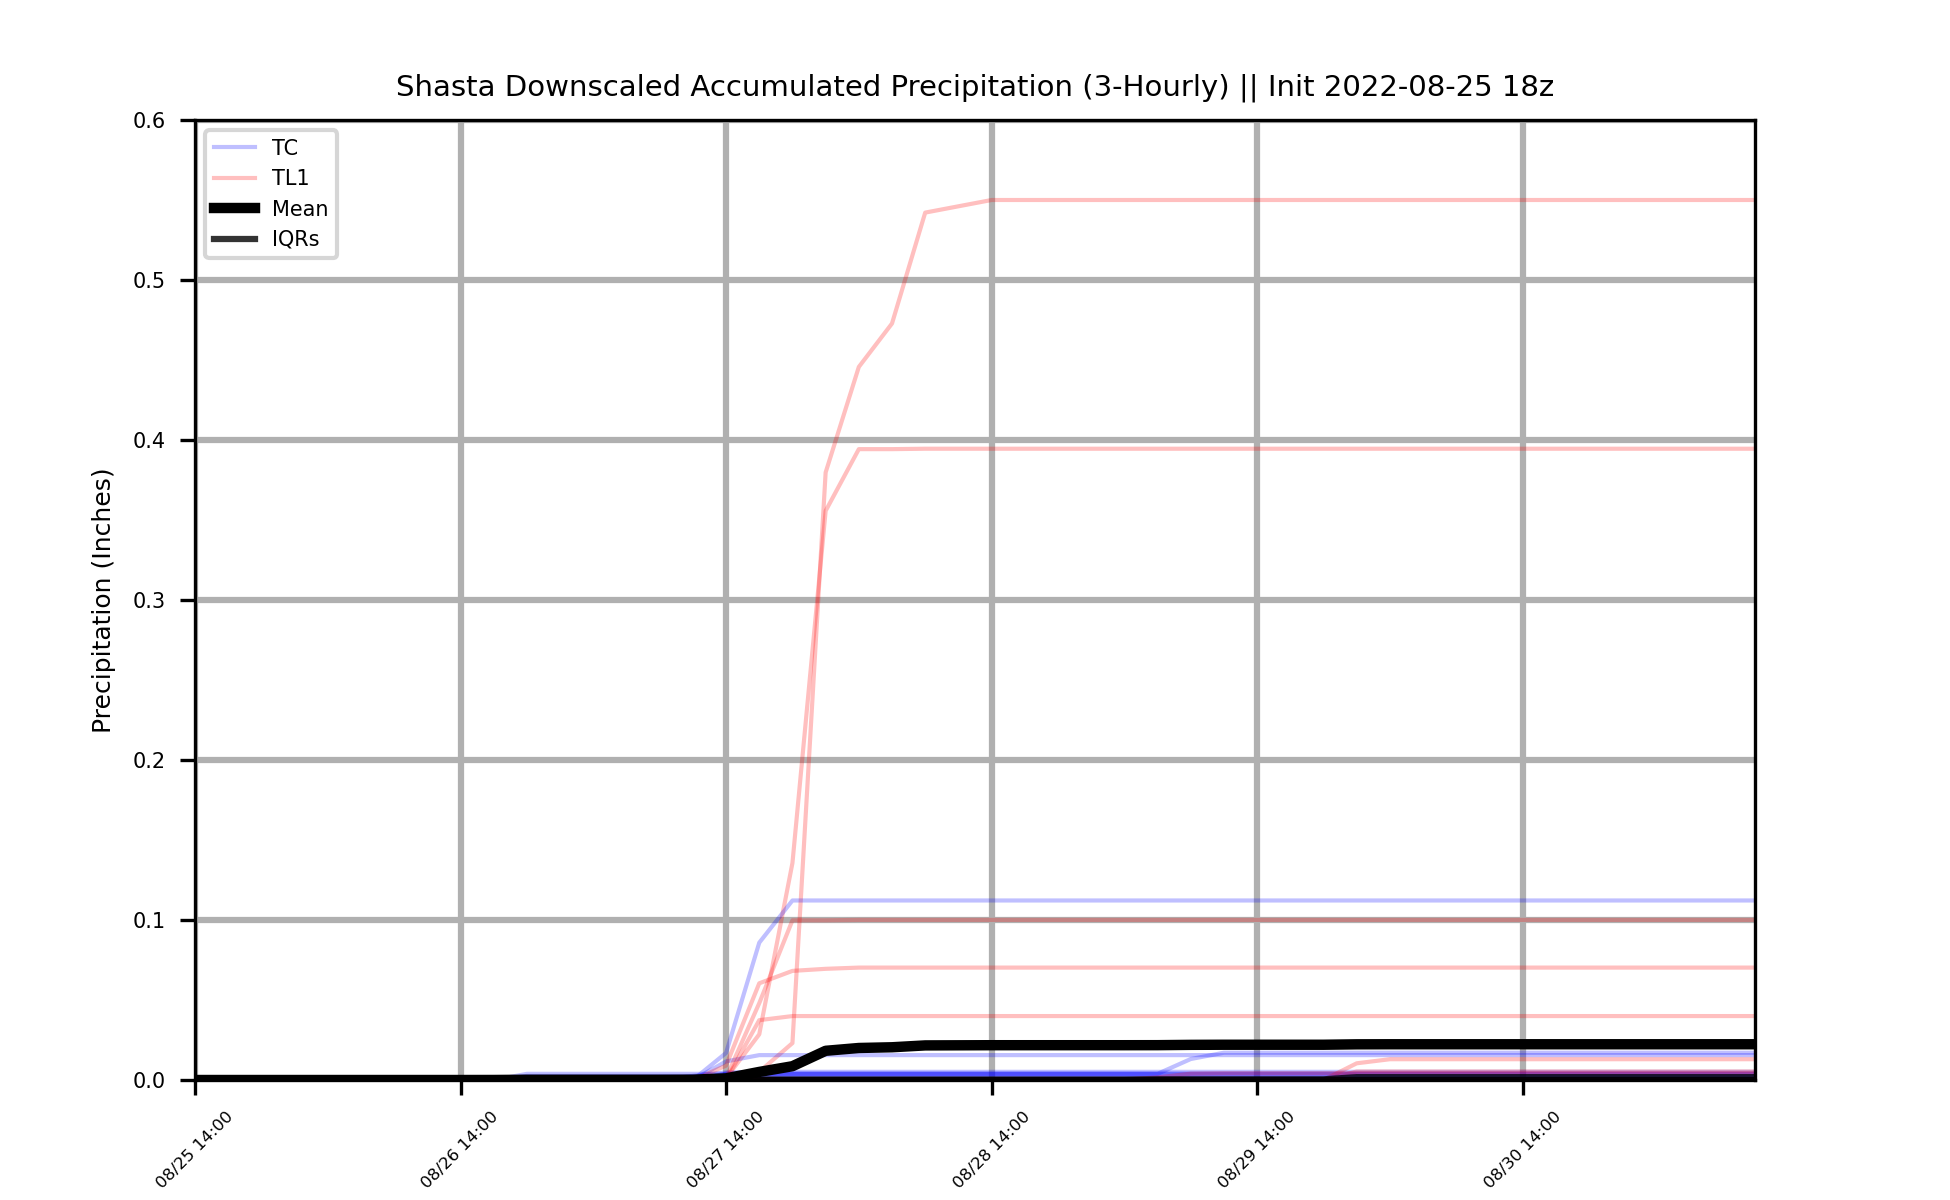 Shasta Downscaled Accumulated Precipitation (3-Hourly) || Init 2022-08-25 18z
TC
TL1
Mean
IQRs
Precipitation (Inches)
0.6
0.5
0.4
0.3
0.2
0.1
0.0
08/25 14:00
08/26 14:00
08/27 14:00
08/28 14:00
08/29 14:00
08/30 14:00